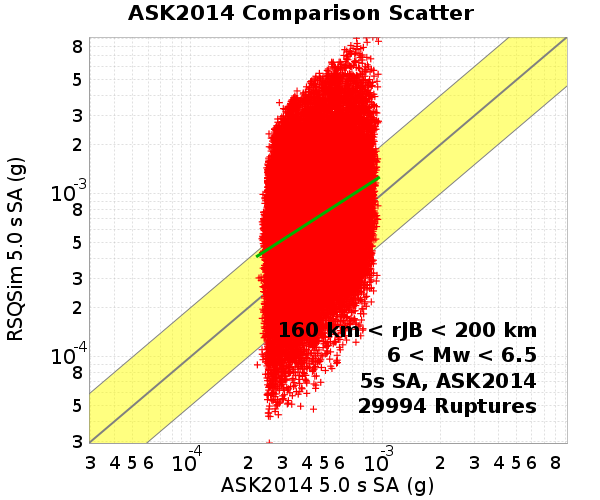 ASK2014 Comparison Scatter
8
5
3
2
10-3
8
5
3
2
10-4
8
5
3
RSQSim 5.0 s SA (g)
160 km < rJB < 200 km
6 < Mw < 6.5
5s SA, ASK2014
29994 Ruptures
3 4 5 6 10-4 2 3 4 5 6 10-3 2 3 4 5 6 8
ASK2014 5.0 s SA (g)